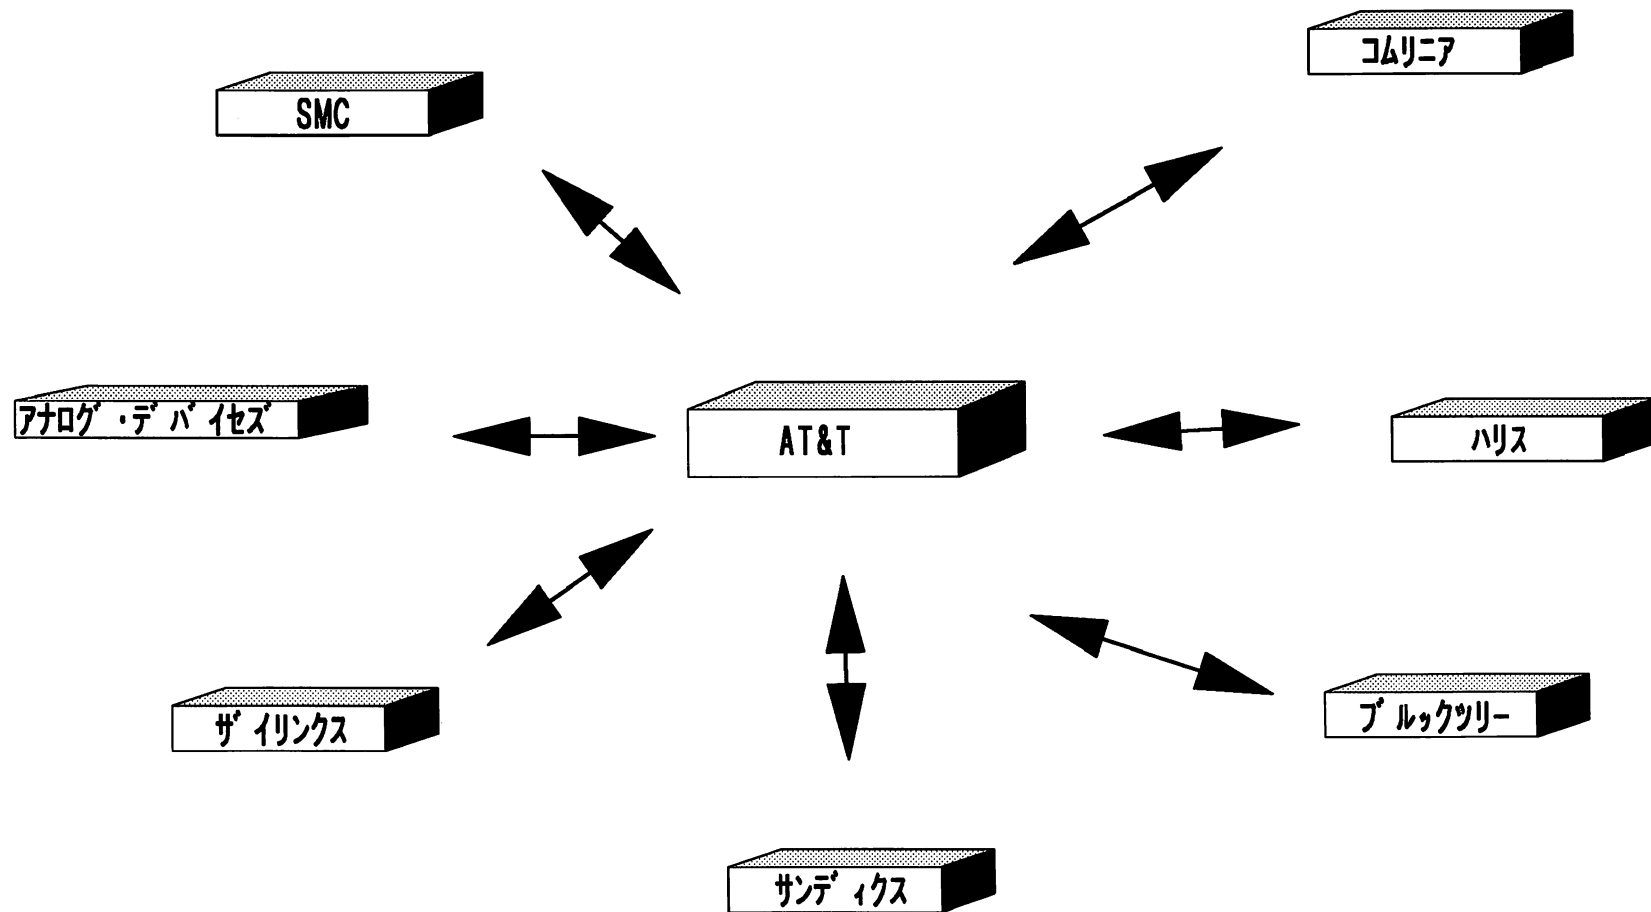 コムリニア
SMC
アナログ・デバイセズ
AT&T
ハリス
ザイリンクス
ブルックツリー
サンディクス